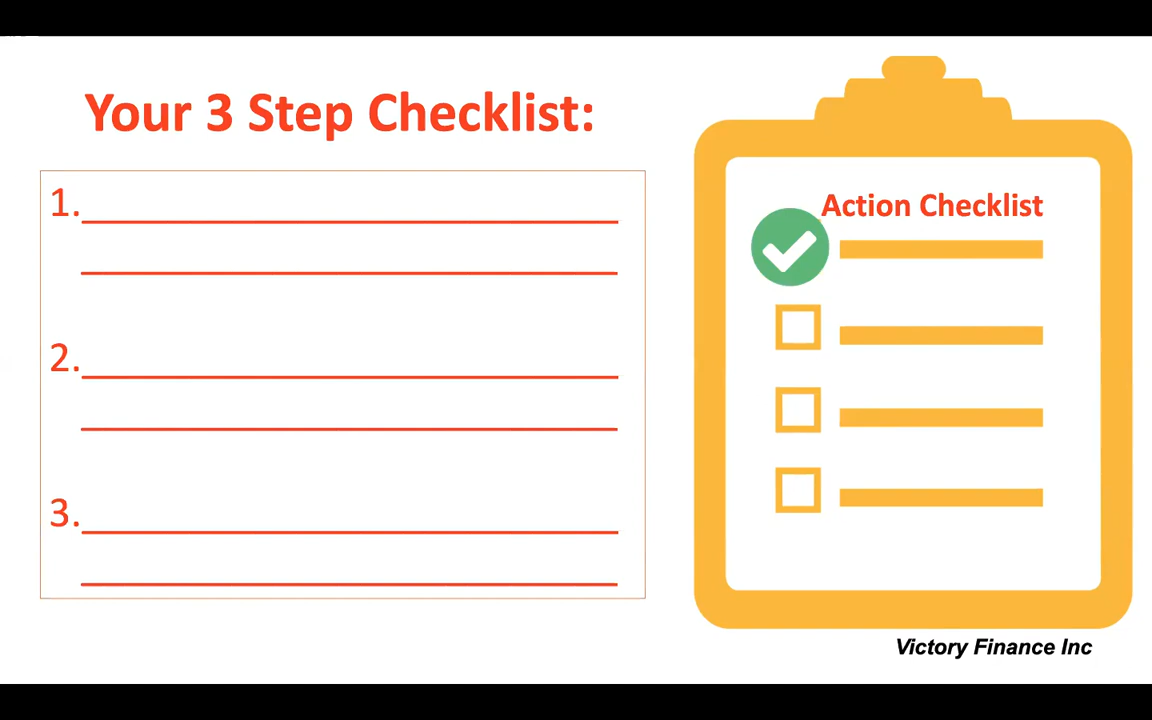 Your 3 Step Checklist:
1.
2.
3.
Action Checklist
Victory Finance Inc